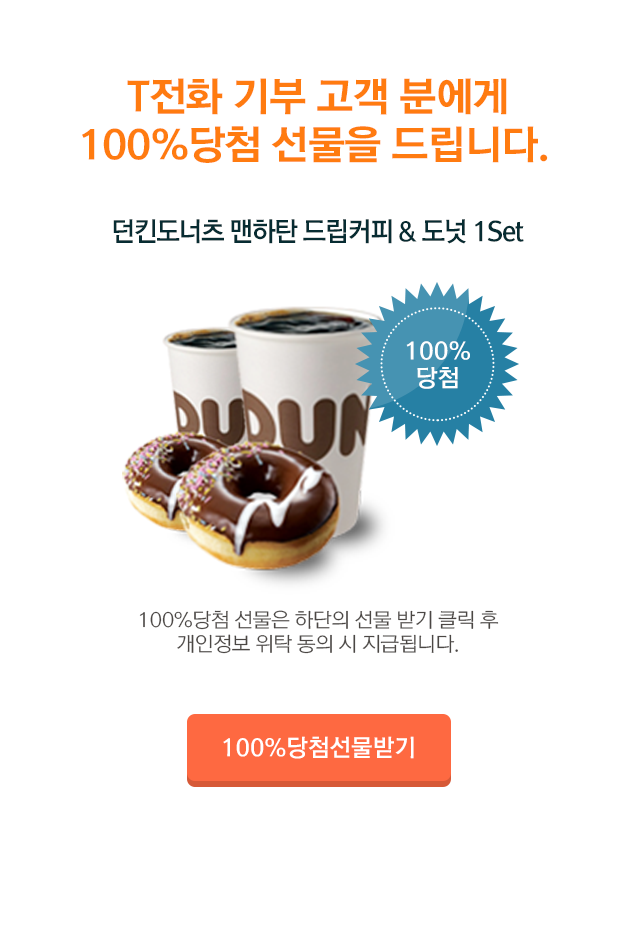 T전화 기부 고객 분에게
100%당첨 선물을 드립니다.
던킨도너츠 맨하탄 드립커피 & 도넛 1Set
100%
당첨
DU
DUN
100%당첨 선물은 하단의 선물 받기 클릭 후
개인정보 위탁 동의 시 지급됩니다.
100%당첨선물받기